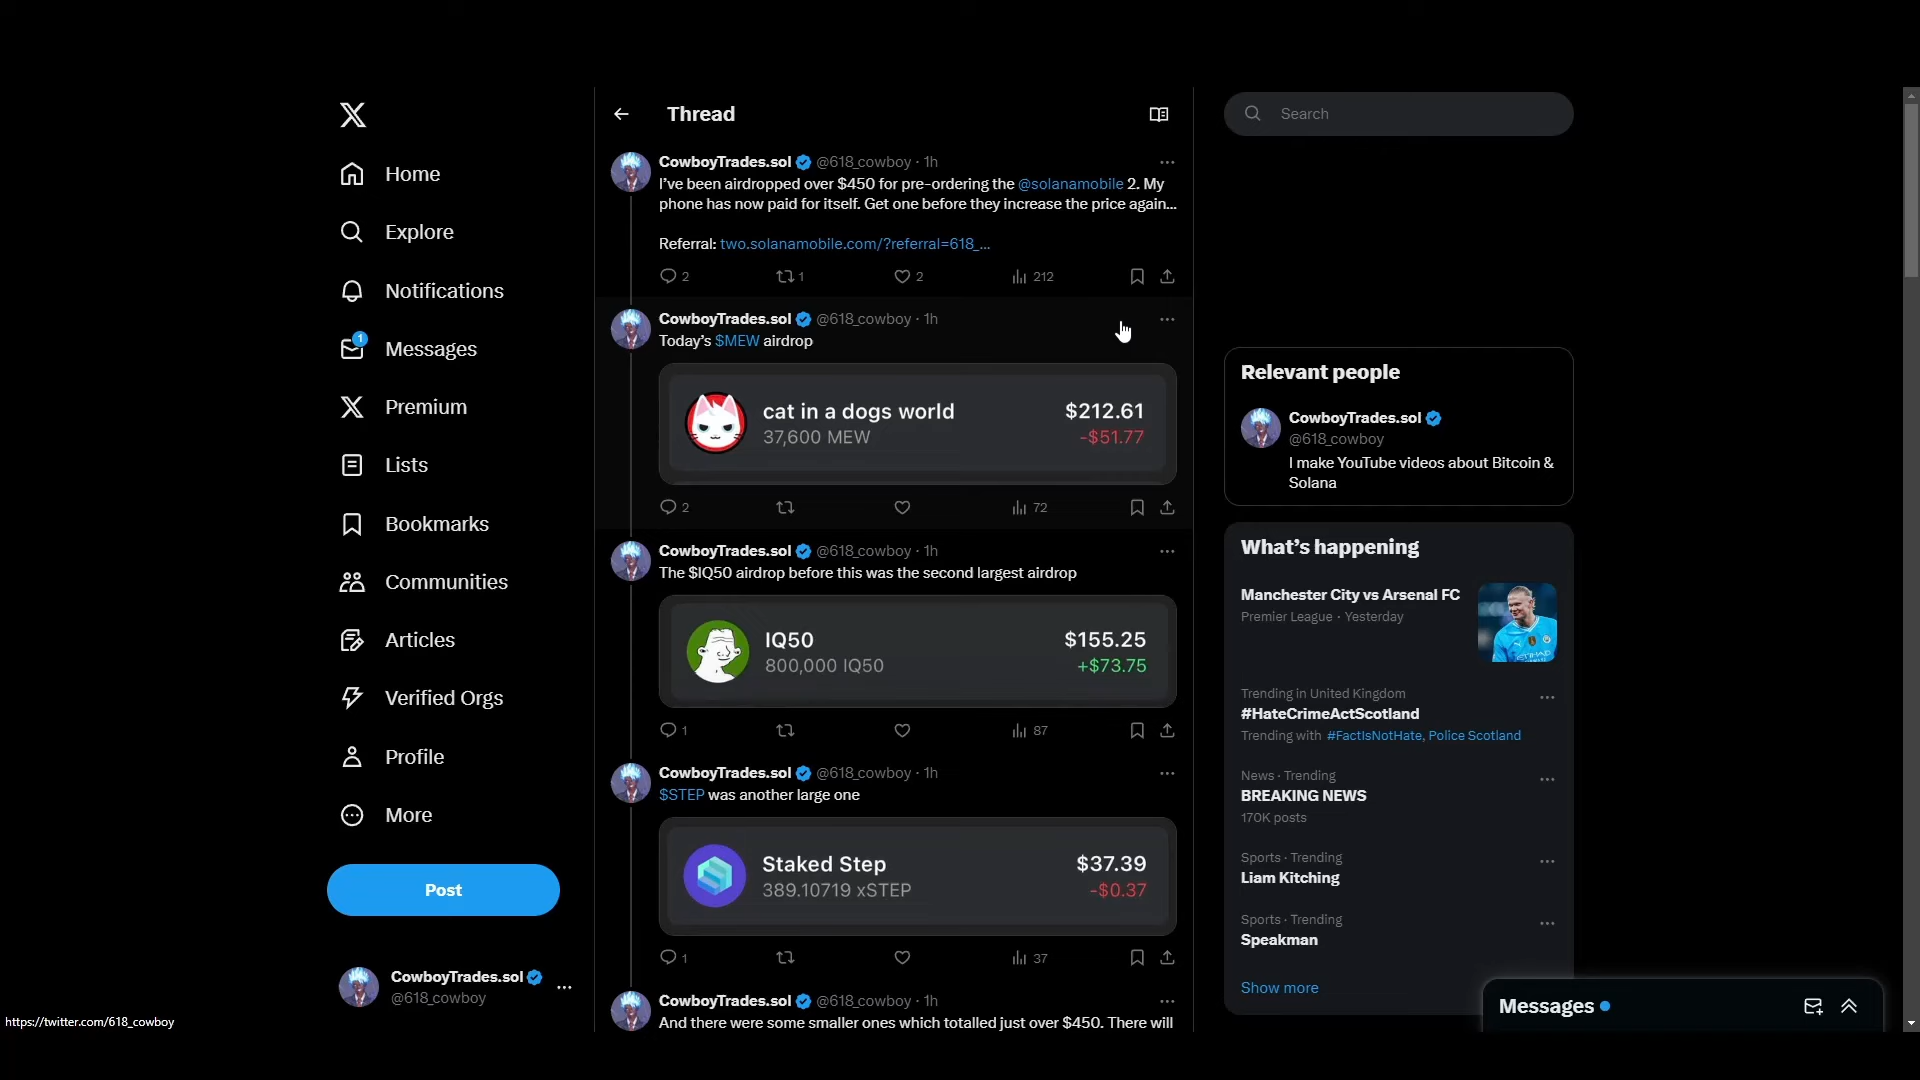 Home
Explore
Notifications
1
Messages
Premium
Lists
Bookmarks
Communities
Articles
Verified Orgs
Profile
More
Post
CowboyTrades.sol
@618_cowboy
https://twitter.com/618_cowboy
Thread
CowboyTrades.sol @618_cowboy · 1h
I've been airdropped over $450 for pre-ordering the @solanamobile 2. My
phone has now paid for itself. Get one before they increase the price again...
Referral: two.solanamobile.com/?referral=618_...
2 1 2 212
CowboyTrades.sol @618_cowboy · 1h
Today's $MEW airdrop
cat in a dogs world $212.61
37,600 MEW -$51.77
2 72
CowboyTrades.sol @618_cowboy · 1h
The $IQ50 airdrop before this was the second largest airdrop
IQ50 $155.25
800,000 IQ50 +$73.75
1 87
CowboyTrades.sol @618_cowboy · 1h
$STEP was another large one
Staked Step $37.39
389.10719 xSTEP -$0.37
1 37
CowboyTrades.sol @618_cowboy · 1h
And there were some smaller ones which totalled just over $450. There will
Search
Relevant people
CowboyTrades.sol
@618_cowboy
I make YouTube videos about Bitcoin &
Solana
What's happening
Manchester City vs Arsenal FC
Premier League · Yesterday
Trending in United Kingdom
#HateCrimeActScotland
Trending with #FactIsNotHate, Police Scotland
News · Trending
BREAKING NEWS
170K posts
Sports · Trending
Liam Kitching
Sports · Trending
Speakman
Show more
Messages